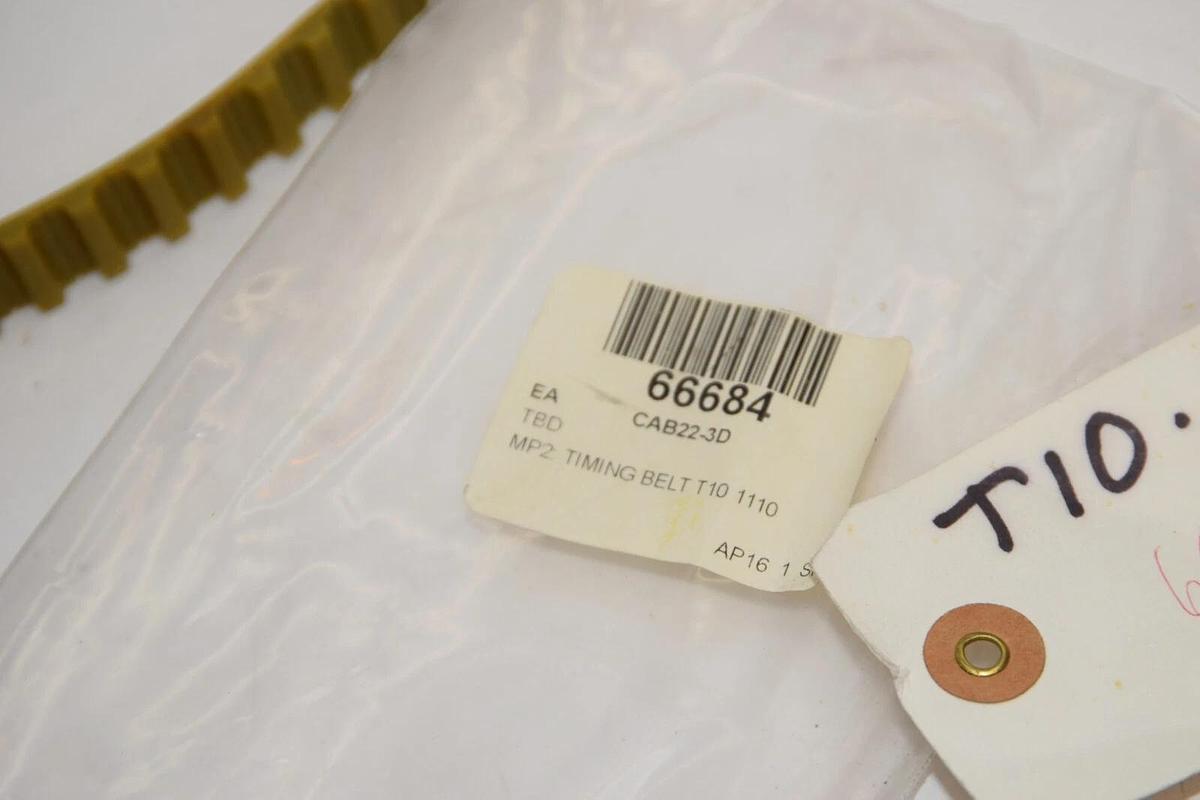 66684
EA
CAB22-3D
TBD
MP2: TIMING BELT T10 1110
AP16 1
T10.